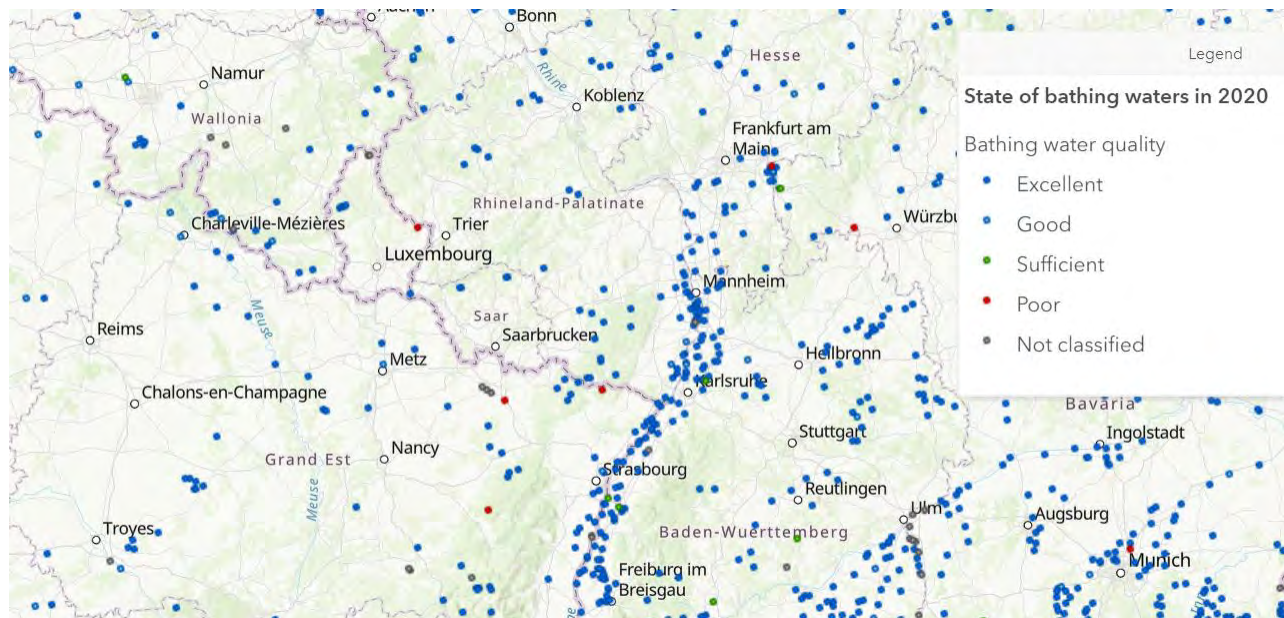 Aachen
Bonn
Legend
Hesse
Namur
Rhine
Koblenz
State of bathing waters in 2020
Wallonia
Frankfurt am
Main
Bathing water quality
Excellent
Rhineland-Palatinate
Charleville-Mézières
Trier
Würzbu
Good
Luxembourg
Sufficient
Mannheim
Poor
Meuse
Saar
Reims
Saarbrucken
Not classified
Metz
Heilbronn
Karlsruhe
Chalons-en-Champagne
Bavaria
Stuttgart
Ingolstadt
Nancy
Grand Est
Strasbourg
Meuse
Reutlingen
Ulm
Augsburg
Troyes
Baden-Wuerttemberg
Munich
Freiburg im
Breisgau